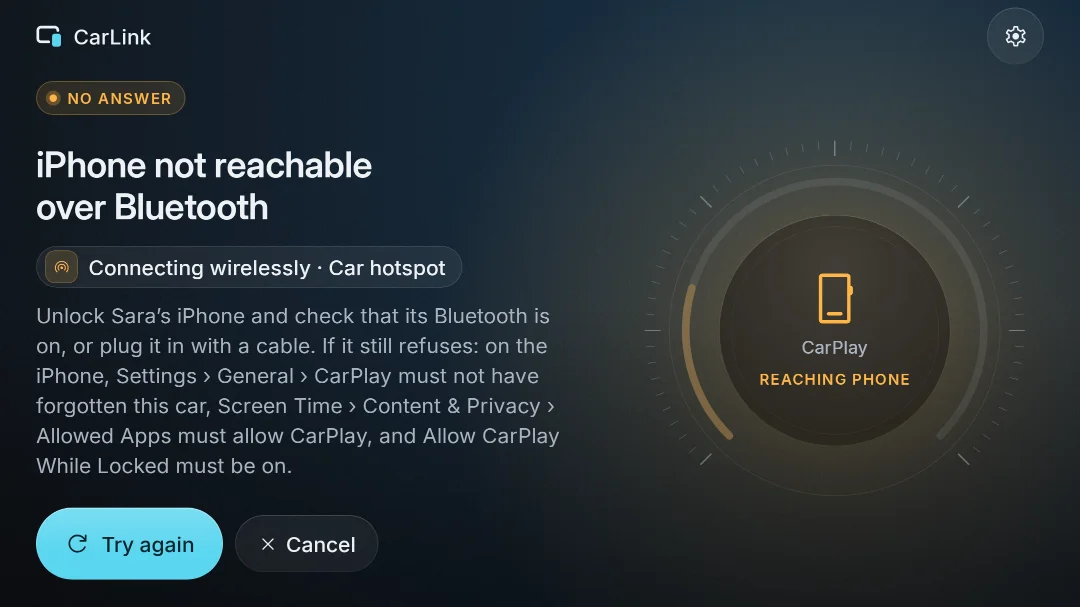 CarLink
NO ANSWER
iPhone not reachable
over Bluetooth
Connecting wirelessly · Car hotspot
Unlock Sara’s iPhone and check that its Bluetooth is
on, or plug it in with a cable. If it still refuses: on the
iPhone, Settings › General › CarPlay must not have
forgotten this car, Screen Time › Content & Privacy ›
Allowed Apps must allow CarPlay, and Allow CarPlay
While Locked must be on.
Try again
Cancel
CarPlay
REACHING PHONE